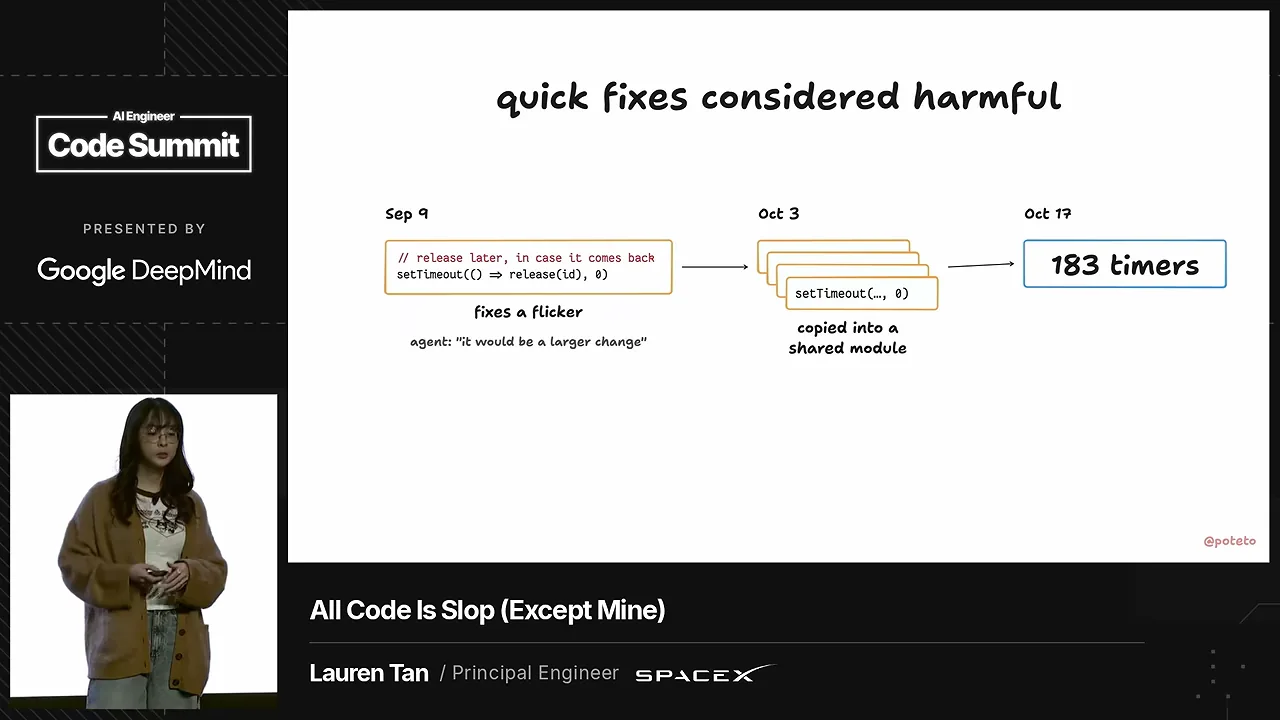 AI Engineer
Code Summit
PRESENTED BY
Google DeepMind
quick fixes considered harmful
Sep 9
// release later, in case it comes back
setTimeout(() => release(id), 0)
fixes a flicker
agent: "it would be a larger change"
Oct 3
setTimeout(…, 0)
copied into a
shared module
Oct 17
183 timers
@poteto
All Code Is Slop (Except Mine)
Lauren Tan / Principal Engineer SPACEX